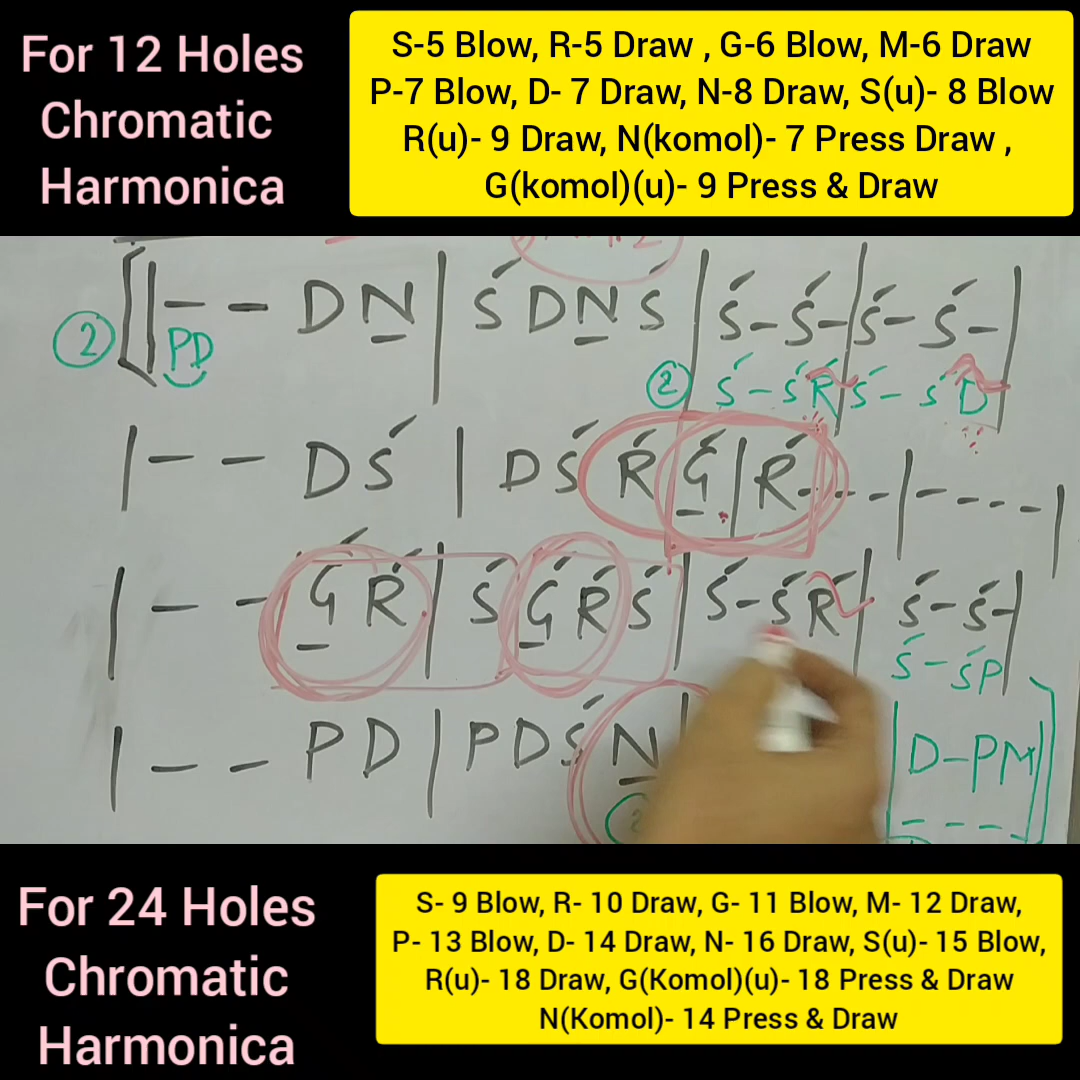 For 12 Holes
Chromatic
Harmonica
S-5 Blow, R-5 Draw , G-6 Blow, M-6 Draw
P-7 Blow, D- 7 Draw, N-8 Draw, S(u)- 8 Blow
R(u)- 9 Draw, N(komol)- 7 Press Draw ,
G(komol)(u)- 9 Press & Draw
② [| – – D N̲ | Ś D N̲ Ś | Ś – Ś – | Ś – Ś – |
PD
② Ś – Ś Ŕ Ś – Ś D
| – – D Ś | D Ś Ŕ Ǵ̲ | Ŕ - - - | - - - - |
| – – Ǵ̲ Ŕ | Ś Ǵ̲ Ŕ Ś | Ś – Ś Ŕ | Ś – Ś – |
Ś – Ś P
| – – P D | P D Ś N̲ |
| D – P M |
- - - -
For 24 Holes
Chromatic
Harmonica
S- 9 Blow, R- 10 Draw, G- 11 Blow, M- 12 Draw,
P- 13 Blow, D- 14 Draw, N- 16 Draw, S(u)- 15 Blow,
R(u)- 18 Draw, G(Komol)(u)- 18 Press & Draw
N(Komol)- 14 Press & Draw